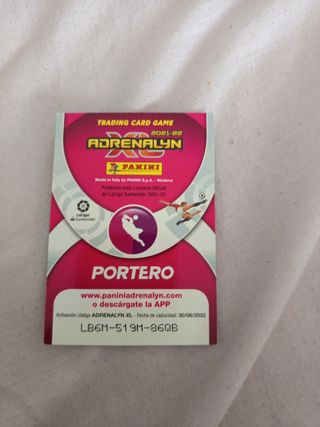 TRADING CARD GAME
2021-22
ADRENALYN
XL
PANINI
Made in Italy by PANINI S.p.A. - Modena
Producto bajo Licencia Oficial
de LaLiga Santander 2021-22
LaLiga
Santander
PORTERO
www.paniniadrenalyn.com
o descárgate la APP
Activación código ADRENALYN XL - Fecha de caducidad: 30/06/2022
LB6M-519M-86QB